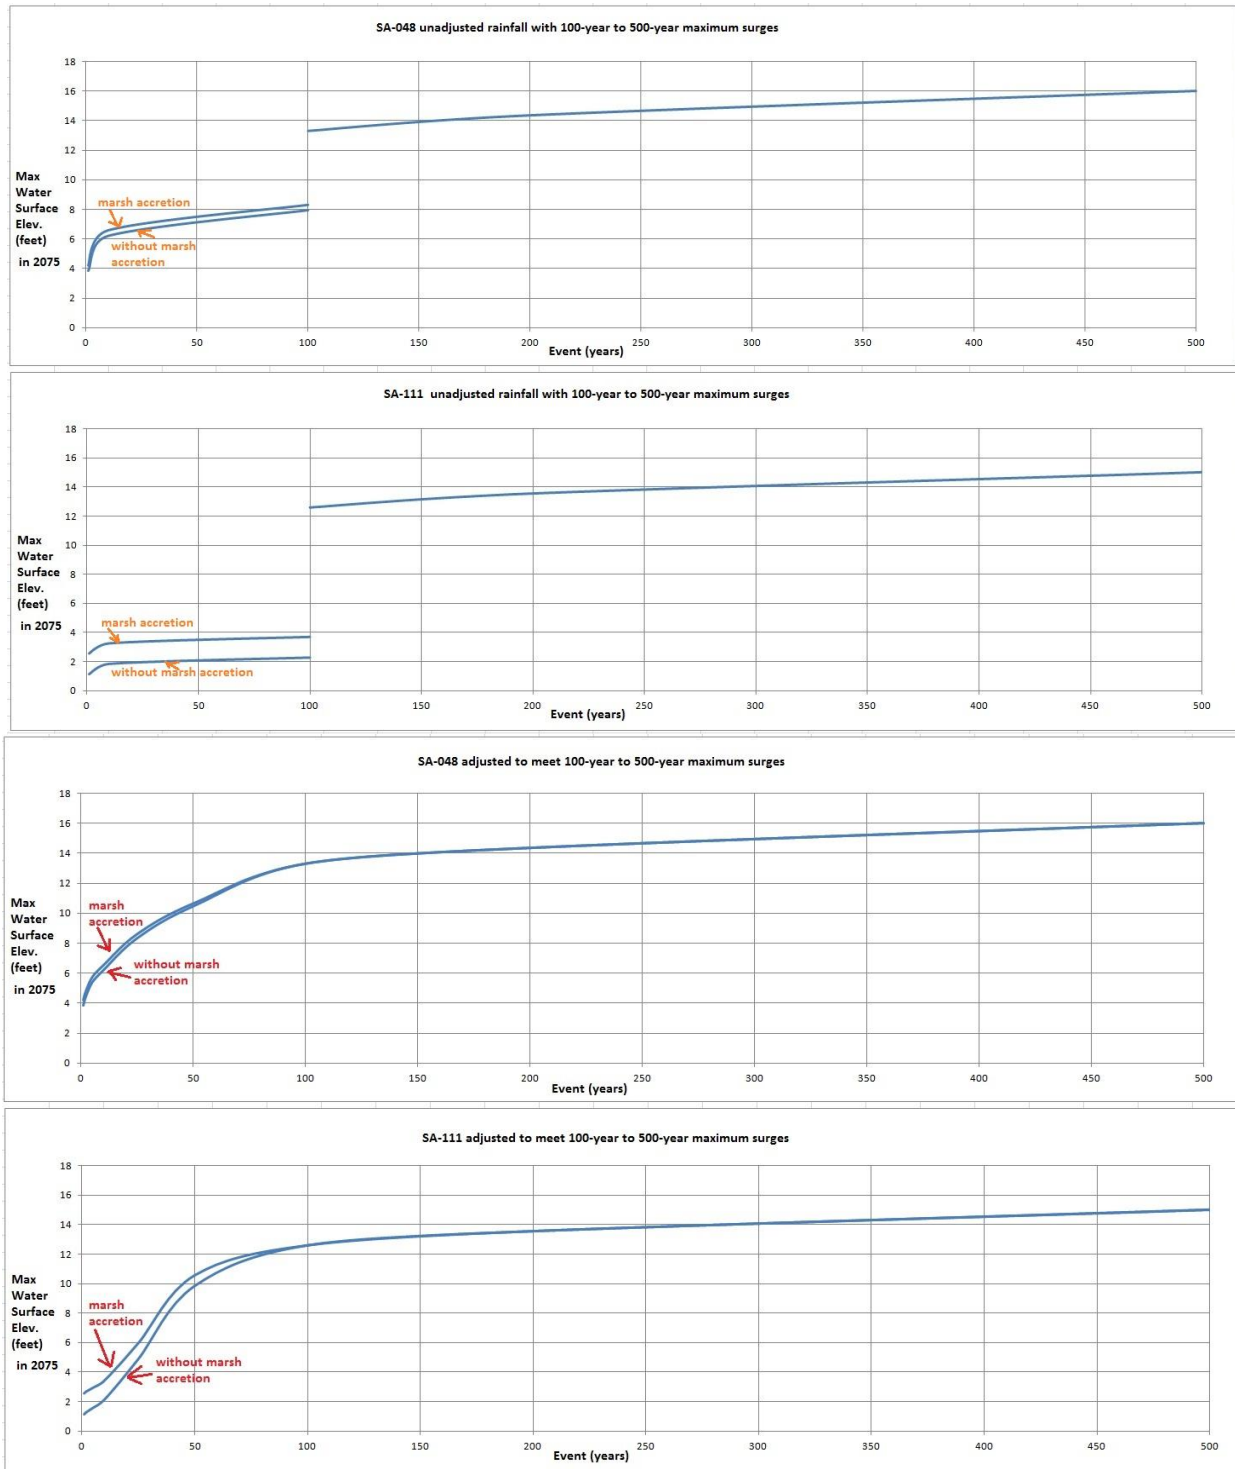 SA-048 unadjusted rainfall with 100-year to 500-year maximum surges
18
16
14
12
10
8
6
4
2
0
Max
Water
Surface
Elev.
(feet)
in 2075
marsh accretion
without marsh
accretion
0 50 100 150 200 250 300 350 400 450 500
Event (years)
SA-111 unadjusted rainfall with 100-year to 500-year maximum surges
18
16
14
12
10
8
6
4
2
0
Max
Water
Surface
Elev.
(feet)
in 2075
marsh accretion
without marsh accretion
0 50 100 150 200 250 300 350 400 450 500
Event (years)
SA-048 adjusted to meet 100-year to 500-year maximum surges
18
16
14
12
10
8
6
4
2
0
Max
Water
Surface
Elev.
(feet)
in 2075
marsh
accretion
without marsh
accretion
0 50 100 150 200 250 300 350 400 450 500
Event (years)
SA-111 adjusted to meet 100-year to 500-year maximum surges
18
16
14
12
10
8
6
4
2
0
Max
Water
Surface
Elev.
(feet)
in 2075
marsh
accretion
without marsh
accretion
0 50 100 150 200 250 300 350 400 450 500
Event (years)